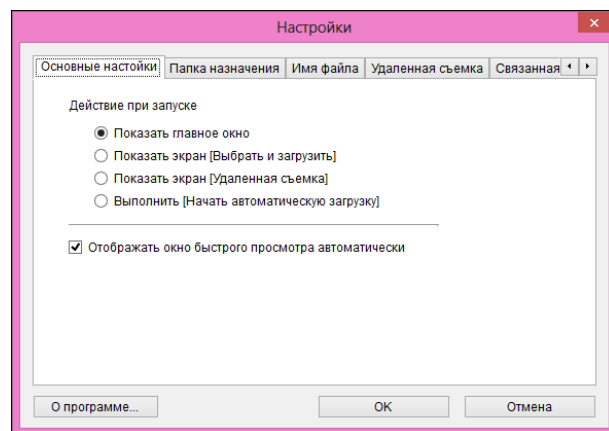 Настройки
Основные настойки Папка назначения Имя файла Удаленная съемка Связанная
Действие при запуске
Показать главное окно
Показать экран [Выбрать и загрузить]
Показать экран [Удаленная съемка]
Выполнить [Начать автоматическую загрузку]
Отображать окно быстрого просмотра автоматически
О программе... OK Отмена